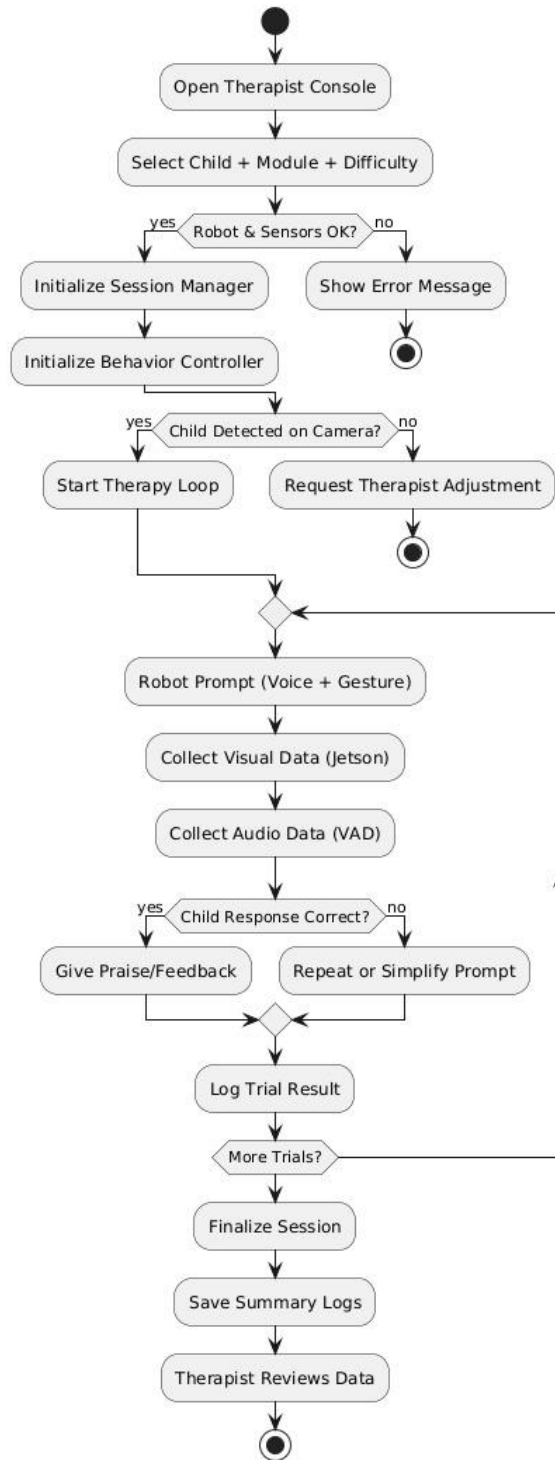 Open Therapist Console
Select Child + Module + Difficulty
yes
Robot & Sensors OK?
no
Initialize Session Manager
Show Error Message
Initialize Behavior Controller
yes
Child Detected on Camera?
no
Start Therapy Loop
Request Therapist Adjustment
Robot Prompt (Voice + Gesture)
Collect Visual Data (Jetson)
Collect Audio Data (VAD)
yes
Child Response Correct?
no
Give Praise/Feedback
Repeat or Simplify Prompt
Log Trial Result
More Trials?
Finalize Session
Save Summary Logs
Therapist Reviews Data